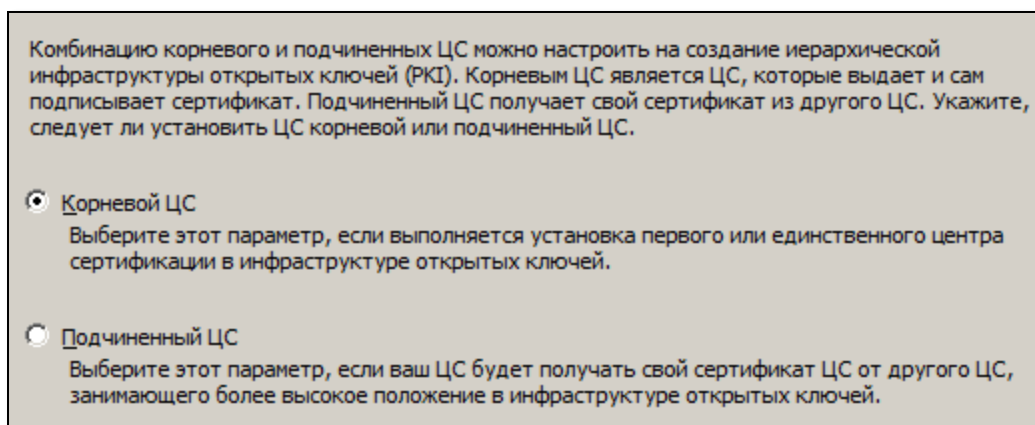 Комбинацию корневого и подчиненных ЦС можно настроить на создание иерархической
инфраструктуры открытых ключей (PKI). Корневым ЦС является ЦС, которые выдает и сам
подписывает сертификат. Подчиненный ЦС получает свой сертификат из другого ЦС. Укажите,
следует ли установить ЦС корневой или подчиненный ЦС.
Корневой ЦС
Выберите этот параметр, если выполняется установка первого или единственного центра
сертификации в инфраструктуре открытых ключей.
Подчиненный ЦС
Выберите этот параметр, если ваш ЦС будет получать свой сертификат ЦС от другого ЦС,
занимающего более высокое положение в инфраструктуре открытых ключей.